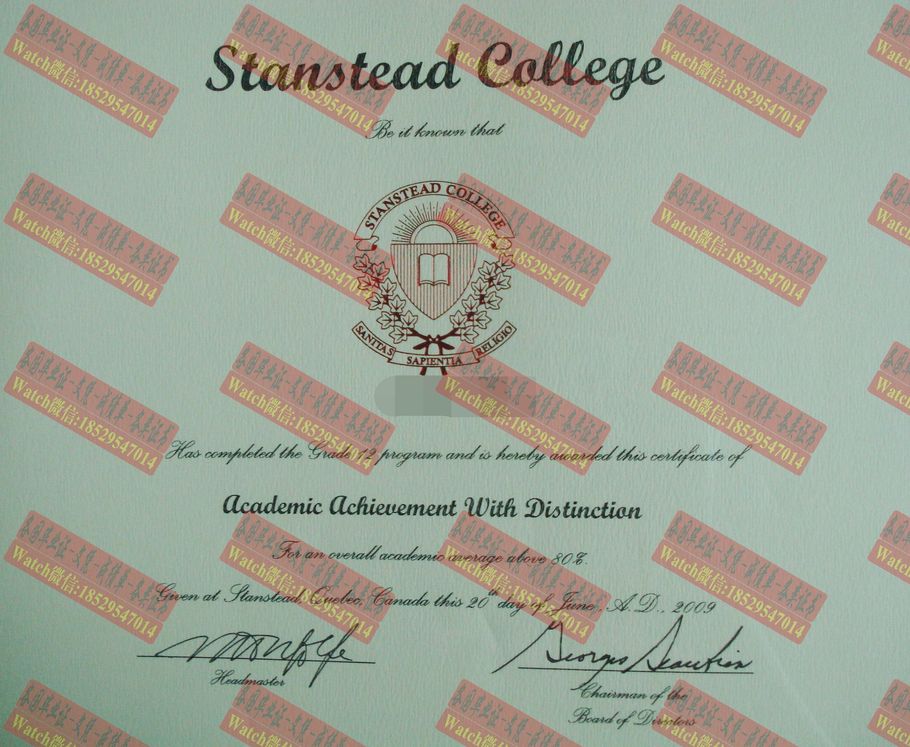 Stanstead College
Be it known that
STANSTEAD COLLEGE
SANITAS SAPIENTIA RELIGIO
Has completed the Grade 12 program and is hereby awarded this certificate of
Academic Achievement With Distinction
For an overall academic average above 80%.
Given at Stanstead, Quebec, Canada this 20th day of June, A.D., 2009
Headmaster
Chairman of the
Board of Directors
Watch微信:18529547014